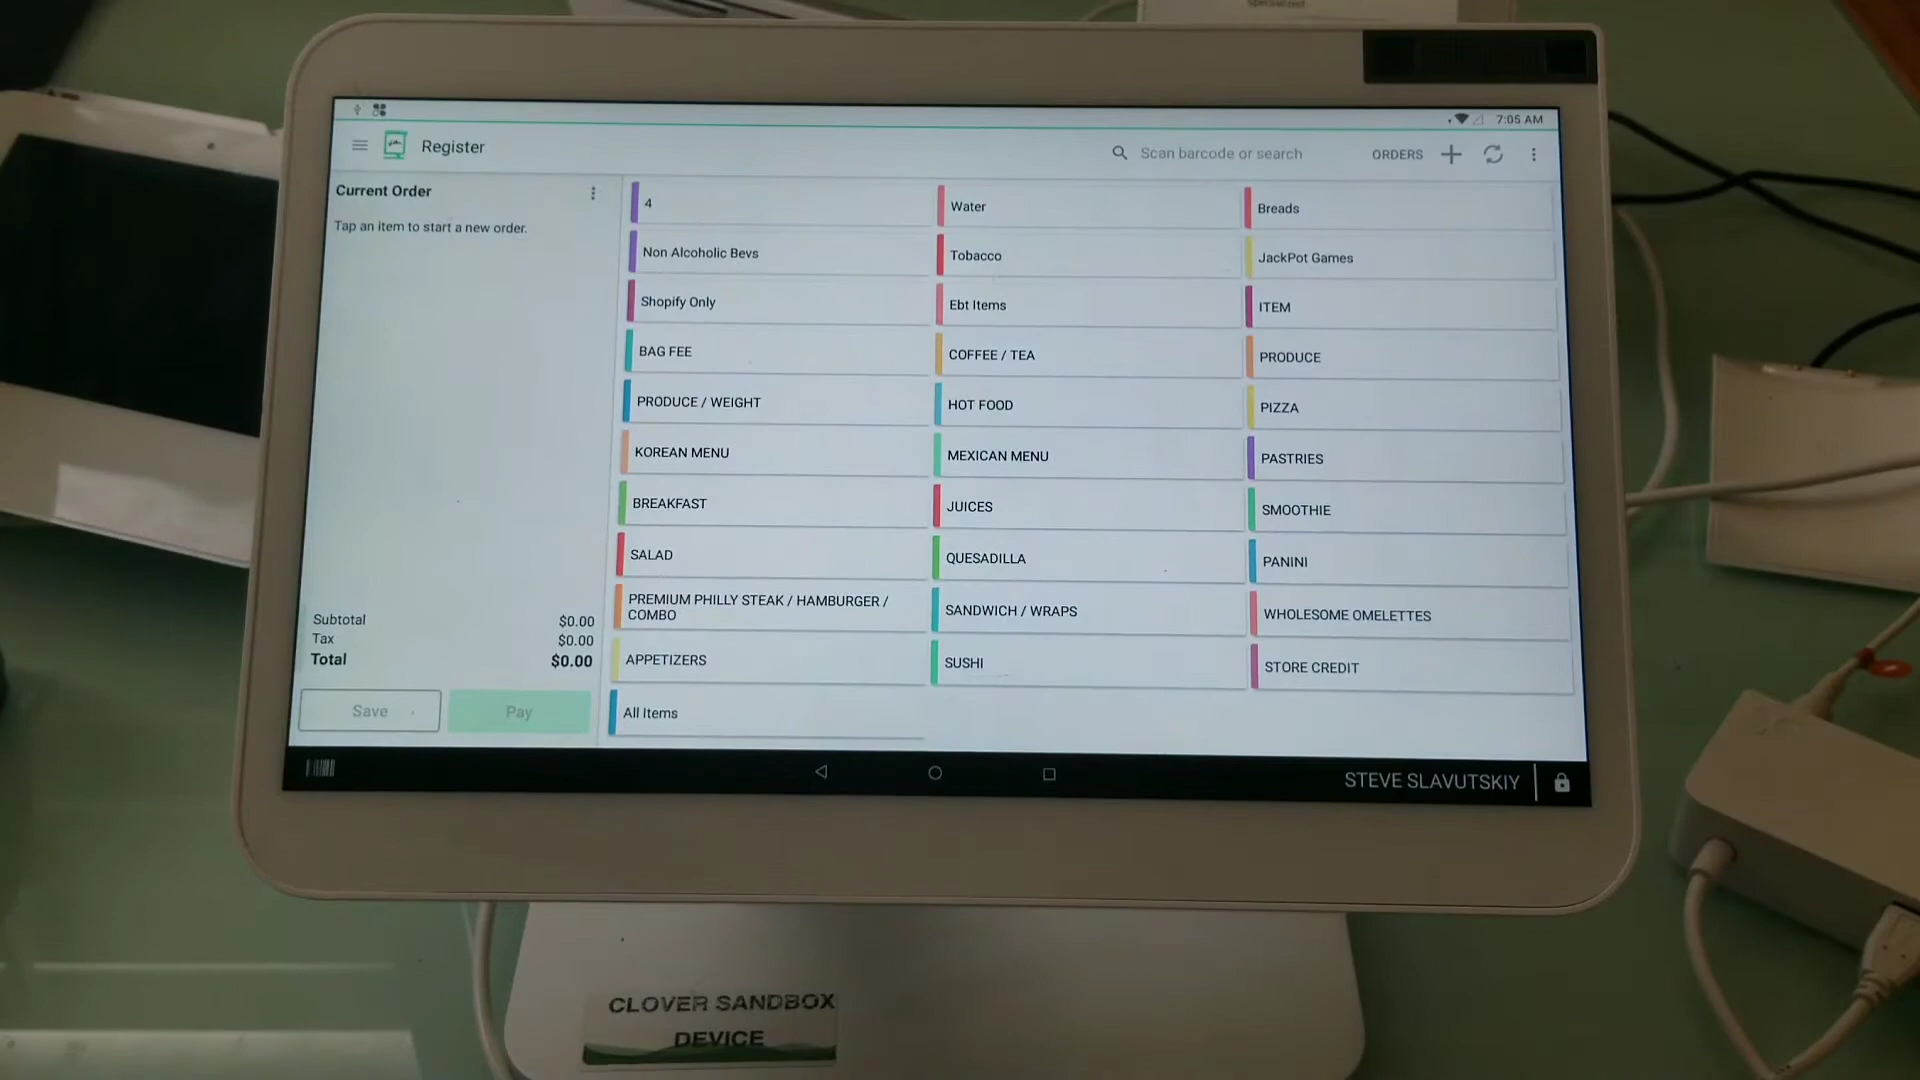 Specialized
7:05 AM
Register
Scan barcode or search
ORDERS
Current Order
Tap an item to start a new order.
4
Water
Breads
Non Alcoholic Bevs
Tobacco
JackPot Games
Shopify Only
Ebt Items
ITEM
BAG FEE
COFFEE / TEA
PRODUCE
PRODUCE / WEIGHT
HOT FOOD
PIZZA
KOREAN MENU
MEXICAN MENU
PASTRIES
BREAKFAST
JUICES
SMOOTHIE
SALAD
QUESADILLA
PANINI
PREMIUM PHILLY STEAK / HAMBURGER /
COMBO
SANDWICH / WRAPS
WHOLESOME OMELETTES
APPETIZERS
SUSHI
STORE CREDIT
All Items
Subtotal $0.00
Tax $0.00
Total $0.00
Save
Pay
STEVE SLAVUTSKIY
CLOVER SANDBOX
DEVICE